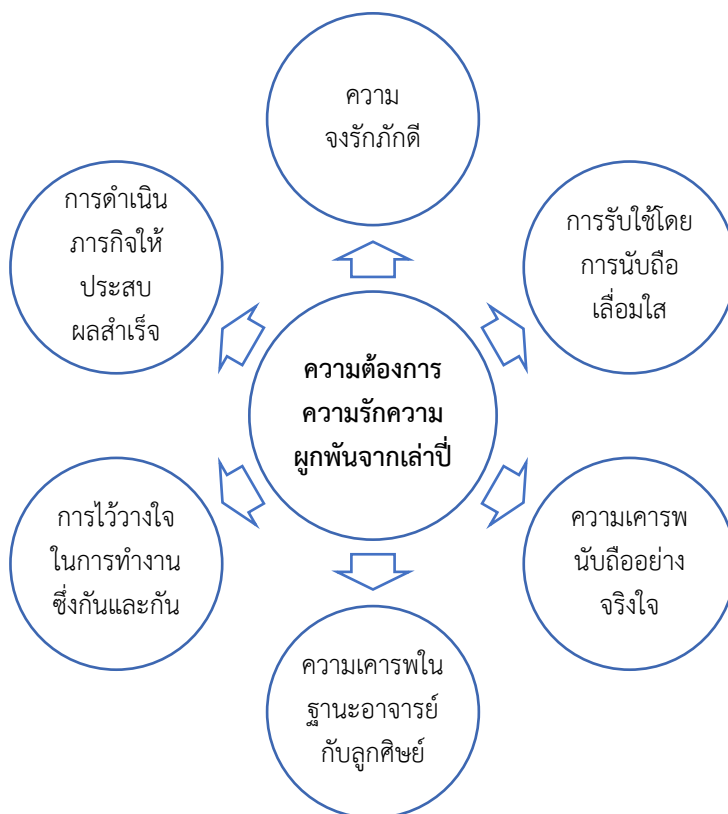 ความ
จงรักภักดี
การรับใช้โดย
การนับถือ
เลื่อมใส
ความเคารพ
นับถืออย่าง
จริงใจ
ความเคารพใน
ฐานะอาจารย์
กับลูกศิษย์
การไว้วางใจ
ในการทำงาน
ซึ่งกันและกัน
การดำเนิน
ภารกิจให้
ประสบ
ผลสำเร็จ
ความต้องการ
ความรักความ
ผูกพันจากเล่าปี่